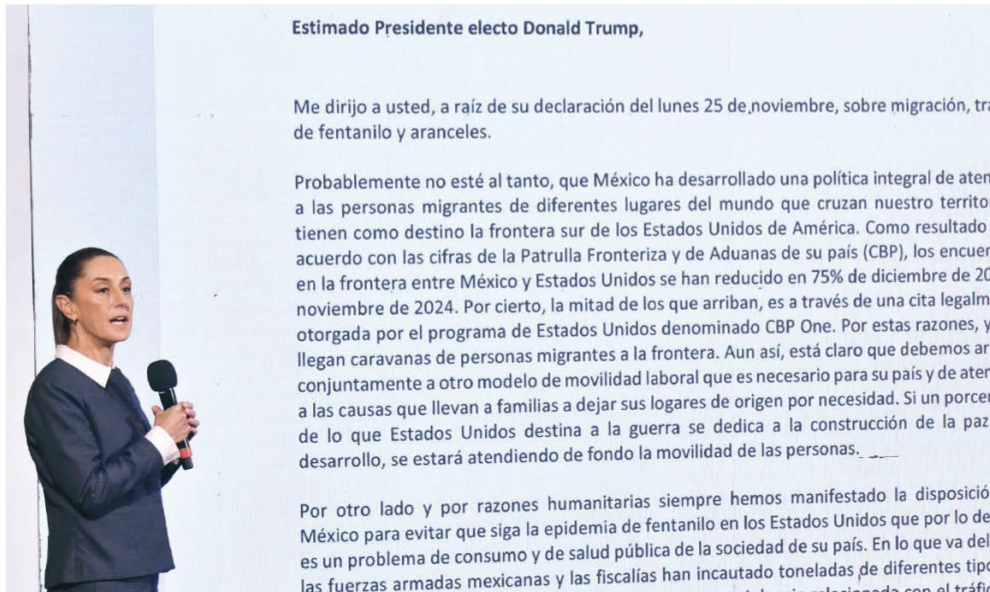 Estimado Presidente electo Donald Trump,
Me dirijo a usted, a raíz de su declaración del lunes 25 de noviembre, sobre migración,
de fentanilo y aranceles.
Probablemente no esté al tanto, que México ha desarrollado una política integral de
a las personas migrantes de diferentes lugares del mundo que cruzan nuestro
tienen como destino la frontera sur de los Estados Unidos de América. Como resultado
acuerdo con las cifras de la Patrulla Fronteriza y de Aduanas de su país (CBP), los
en la frontera entre México y Estados Unidos se han reducido en 75% de diciembre de
noviembre de 2024. Por cierto, la mitad de los que arriban, es a través de una cita
otorgada por el programa de Estados Unidos denominado CBP One. Por estas razones,
llegan caravanas de personas migrantes a la frontera. Aun así, está claro que debemos
conjuntamente a otro modelo de movilidad laboral que es necesario para su país y de
a las causas que llevan a familias a dejar sus logares de origen por necesidad. Si un
de lo que Estados Unidos destina a la guerra se dedica a la construcción de la paz
desarrollo, se estará atendiendo de fondo la movilidad de las personas.
Por otro lado y por razones humanitarias siempre hemos manifestado la
México para evitar que siga la epidemia de fentanilo en los Estados Unidos que por lo
es un problema de consumo y de salud pública de la sociedad de su país. En lo que va
las fuerzas armadas mexicanas y las fiscalías han incautado toneladas de diferentes
relacionada con el